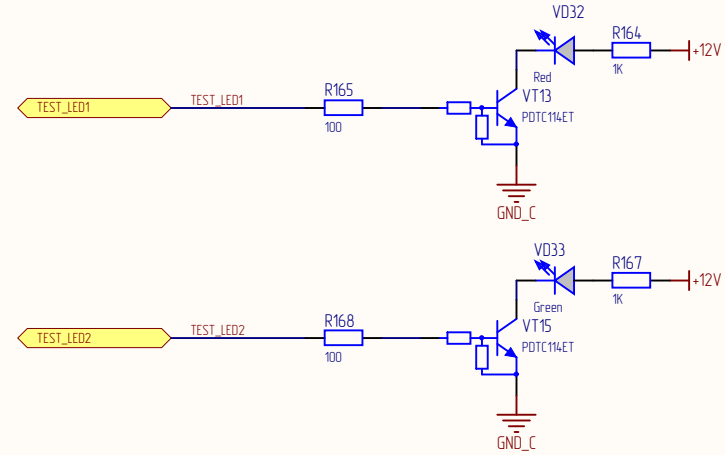 VD32
R164
+12V
1K
Red
R165
VT13
TEST_LED1
TEST_LED1
100
PDTC114ET
GND_C
VD33
R167
+12V
1K
Green
R168
VT15
TEST_LED2
TEST_LED2
100
PDTC114ET
GND_C